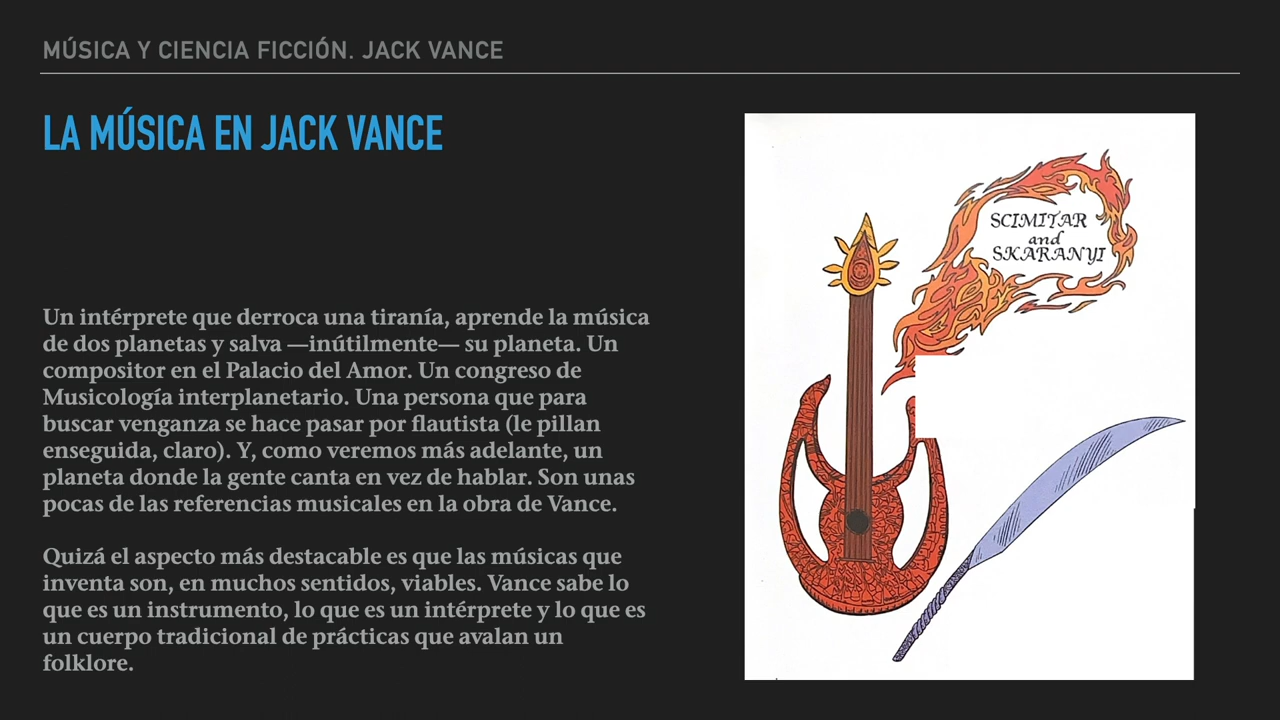 MÚSICA Y CIENCIA FICCIÓN. JACK VANCE
LA MÚSICA EN JACK VANCE
Un intérprete que derroca una tiranía, aprende la música
de dos planetas y salva —inútilmente— su planeta. Un
compositor en el Palacio del Amor. Un congreso de
Musicología interplanetario. Una persona que para
buscar venganza se hace pasar por flautista (le pillan
enseguida, claro). Y, como veremos más adelante, un
planeta donde la gente canta en vez de hablar. Son unas
pocas de las referencias musicales en la obra de Vance.
Quizá el aspecto más destacable es que las músicas que
inventa son, en muchos sentidos, viables. Vance sabe lo
que es un instrumento, lo que es un intérprete y lo que es
un cuerpo tradicional de prácticas que avalan un
folklore.
SCIMITAR
and
SKARANYI